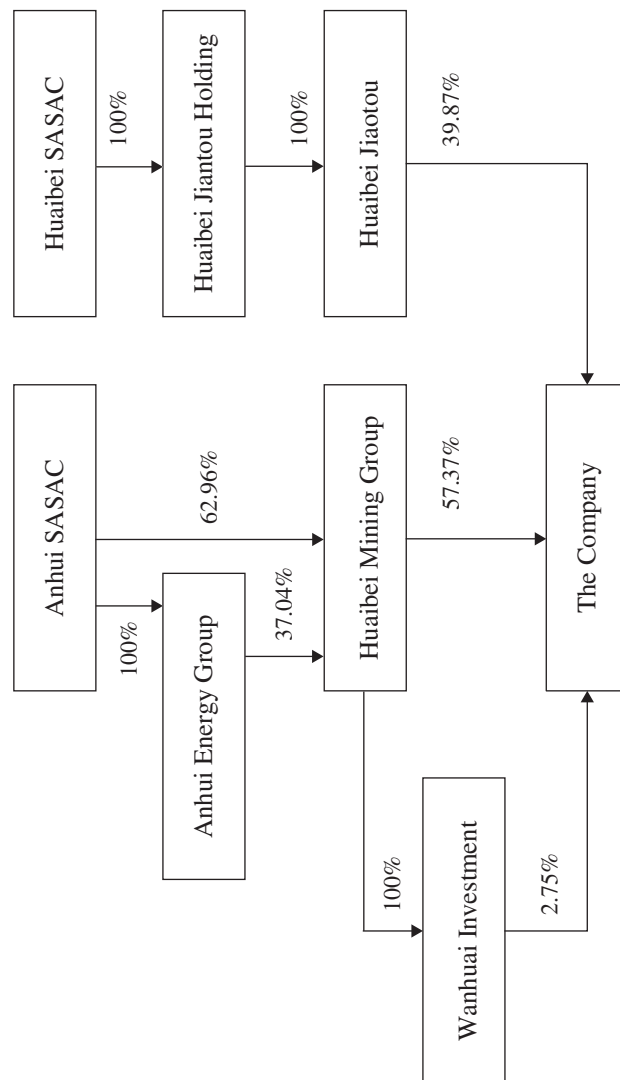 Anhui SASAC
Huaibei SASAC
100%
62.96%
100%
Anhui Energy Group
Huaibei Jiantou Holding
37.04%
100%
Huaibei Mining Group
Huaibei Jiaotou
100%
57.37%
39.87%
Wanhuai Investment
2.75%
The Company